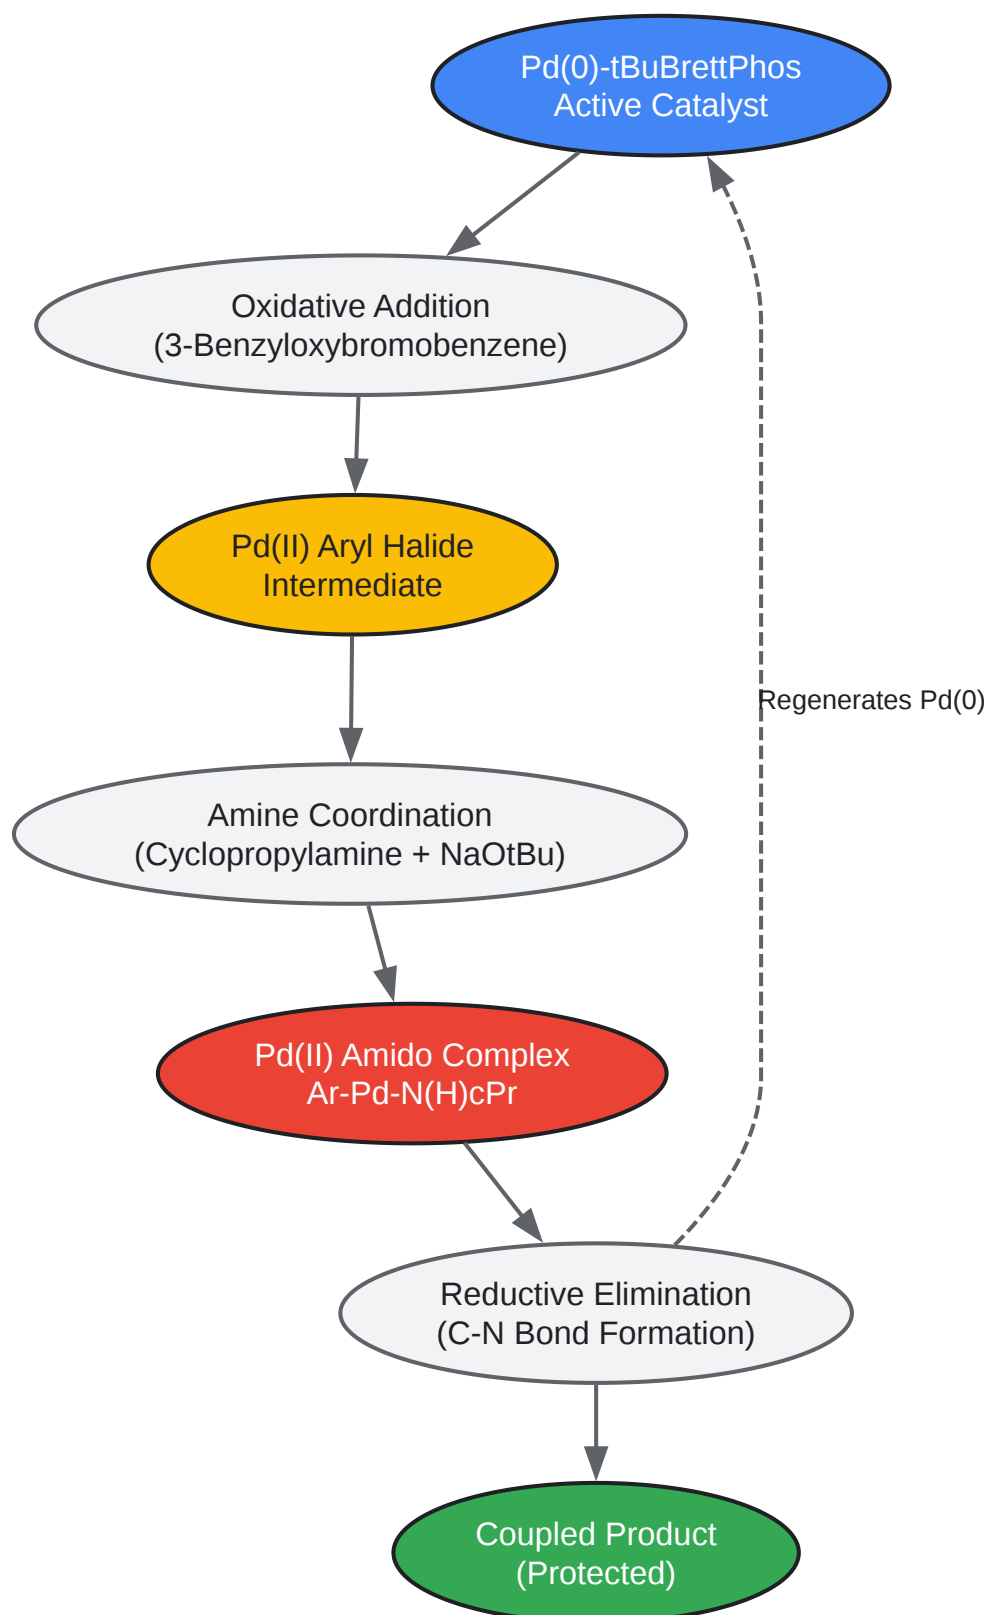 Pd(0)-tBuBrettPhos
Active Catalyst
Oxidative Addition
(3-Benzyloxybromobenzene)
Pd(II) Aryl Halide
Intermediate
Regenerates Pd(0)
Amine Coordination
(Cyclopropylamine + NaOtBu)
Pd(II) Amido Complex
Ar-Pd-N(H)cPr
Reductive Elimination
(C-N Bond Formation)
Coupled Product
(Protected)